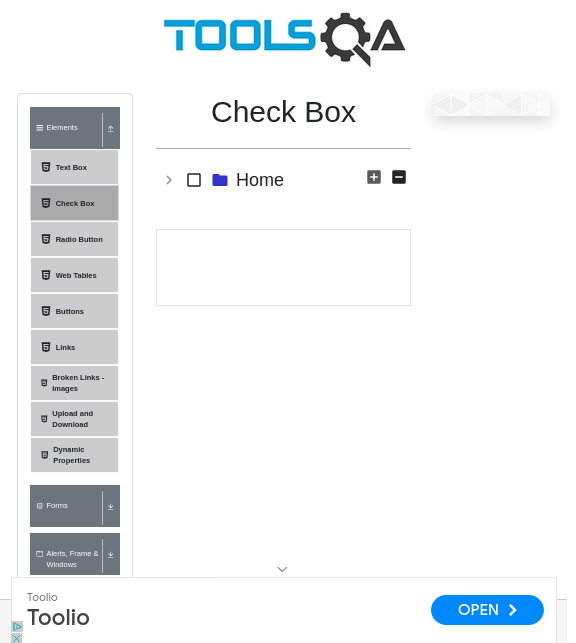 TOOLSQA
Check Box
Elements
Text Box
Check Box
Radio Button
Web Tables
Buttons
Links
Broken Links -
Images
Upload and
Download
Dynamic
Properties
Forms
Alerts, Frame &
Windows
Home
Toolio
Toolio
OPEN